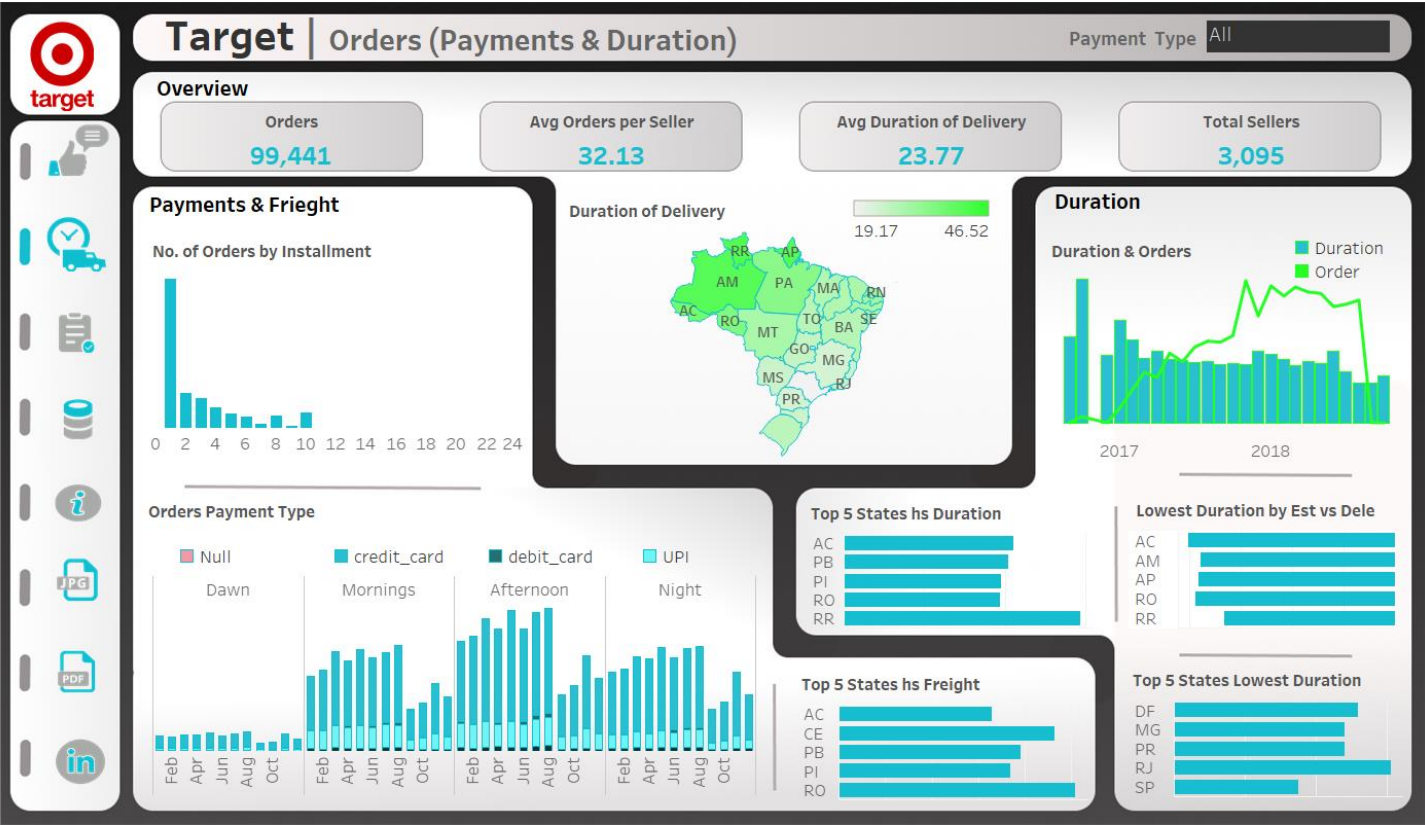 target
Target | Orders (Payments & Duration)
Payment Type All
Overview
Orders
99,441
Avg Orders per Seller
32.13
Avg Duration of Delivery
23.77
Total Sellers
3,095
Payments & Frieght
No. of Orders by Installment
0 2 4 6 8 10 12 14 16 18 20 22 24
Duration of Delivery
19.17 46.52
RR
AP
AM
PA
MA
RN
AC
RO
TO
SE
MT
BA
GO
MG
MS
RJ
PR
Duration
Duration & Orders
Duration
Order
2017 2018
Orders Payment Type
Null credit_card debit_card UPI
Dawn Mornings Afternoon Night
Feb Apr Jun Aug Oct Feb Apr Jun Aug Oct Feb Apr Jun Aug Oct Feb Apr Jun Aug Oct
Top 5 States hs Duration
AC
PB
PI
RO
RR
Lowest Duration by Est vs Dele
AC
AM
AP
RO
RR
Top 5 States hs Freight
AC
CE
PB
PI
RO
Top 5 States Lowest Duration
DF
MG
PR
RJ
SP
i
JPG
PDF
in